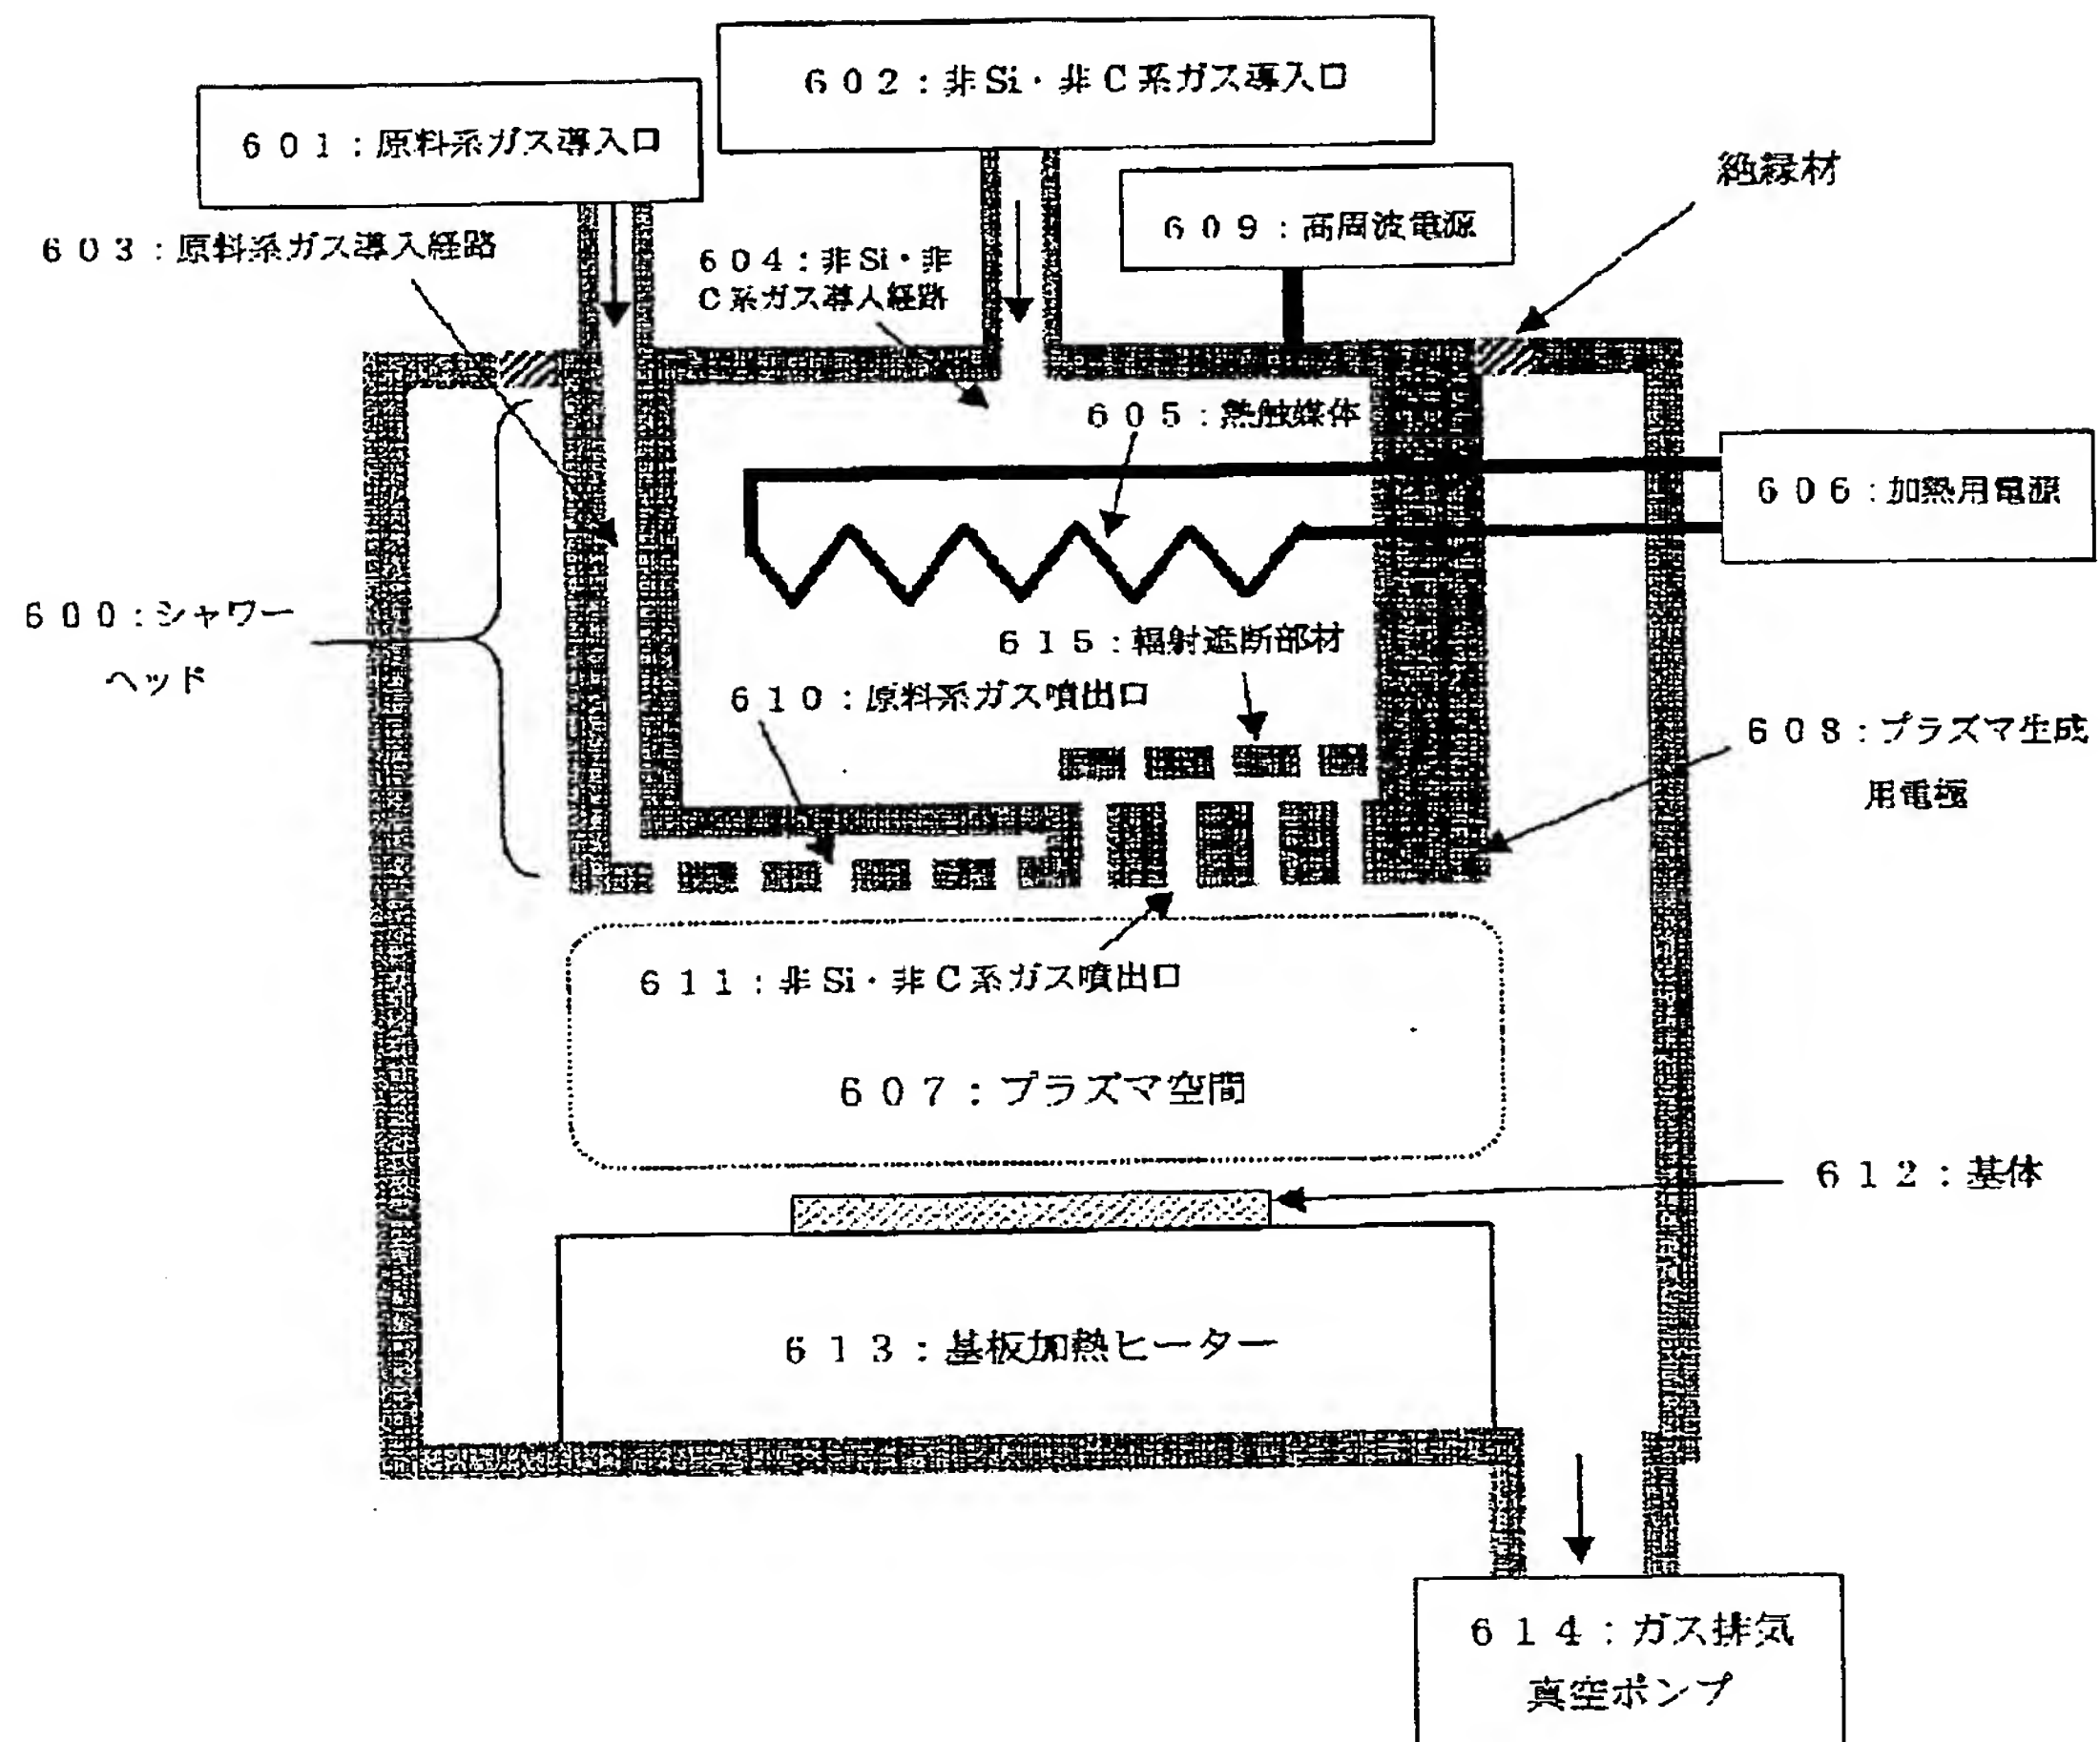 602：非Si・非C系ガス導入口
601：原料系ガス導入口
絶縁材
609：高周波電源
603：原料系ガス導入経路
604：非Si・非
C系ガス導入経路
605：熱触媒体
606：加熱用電源
600：シャワー
ヘッド
615：輻射遮断部材
610：原料系ガス噴出口
608：プラズマ生成
用電極
611：非Si・非C系ガス噴出口
607：プラズマ空間
612：基体
613：基板加熱ヒーター
614：ガス排気
真空ポンプ